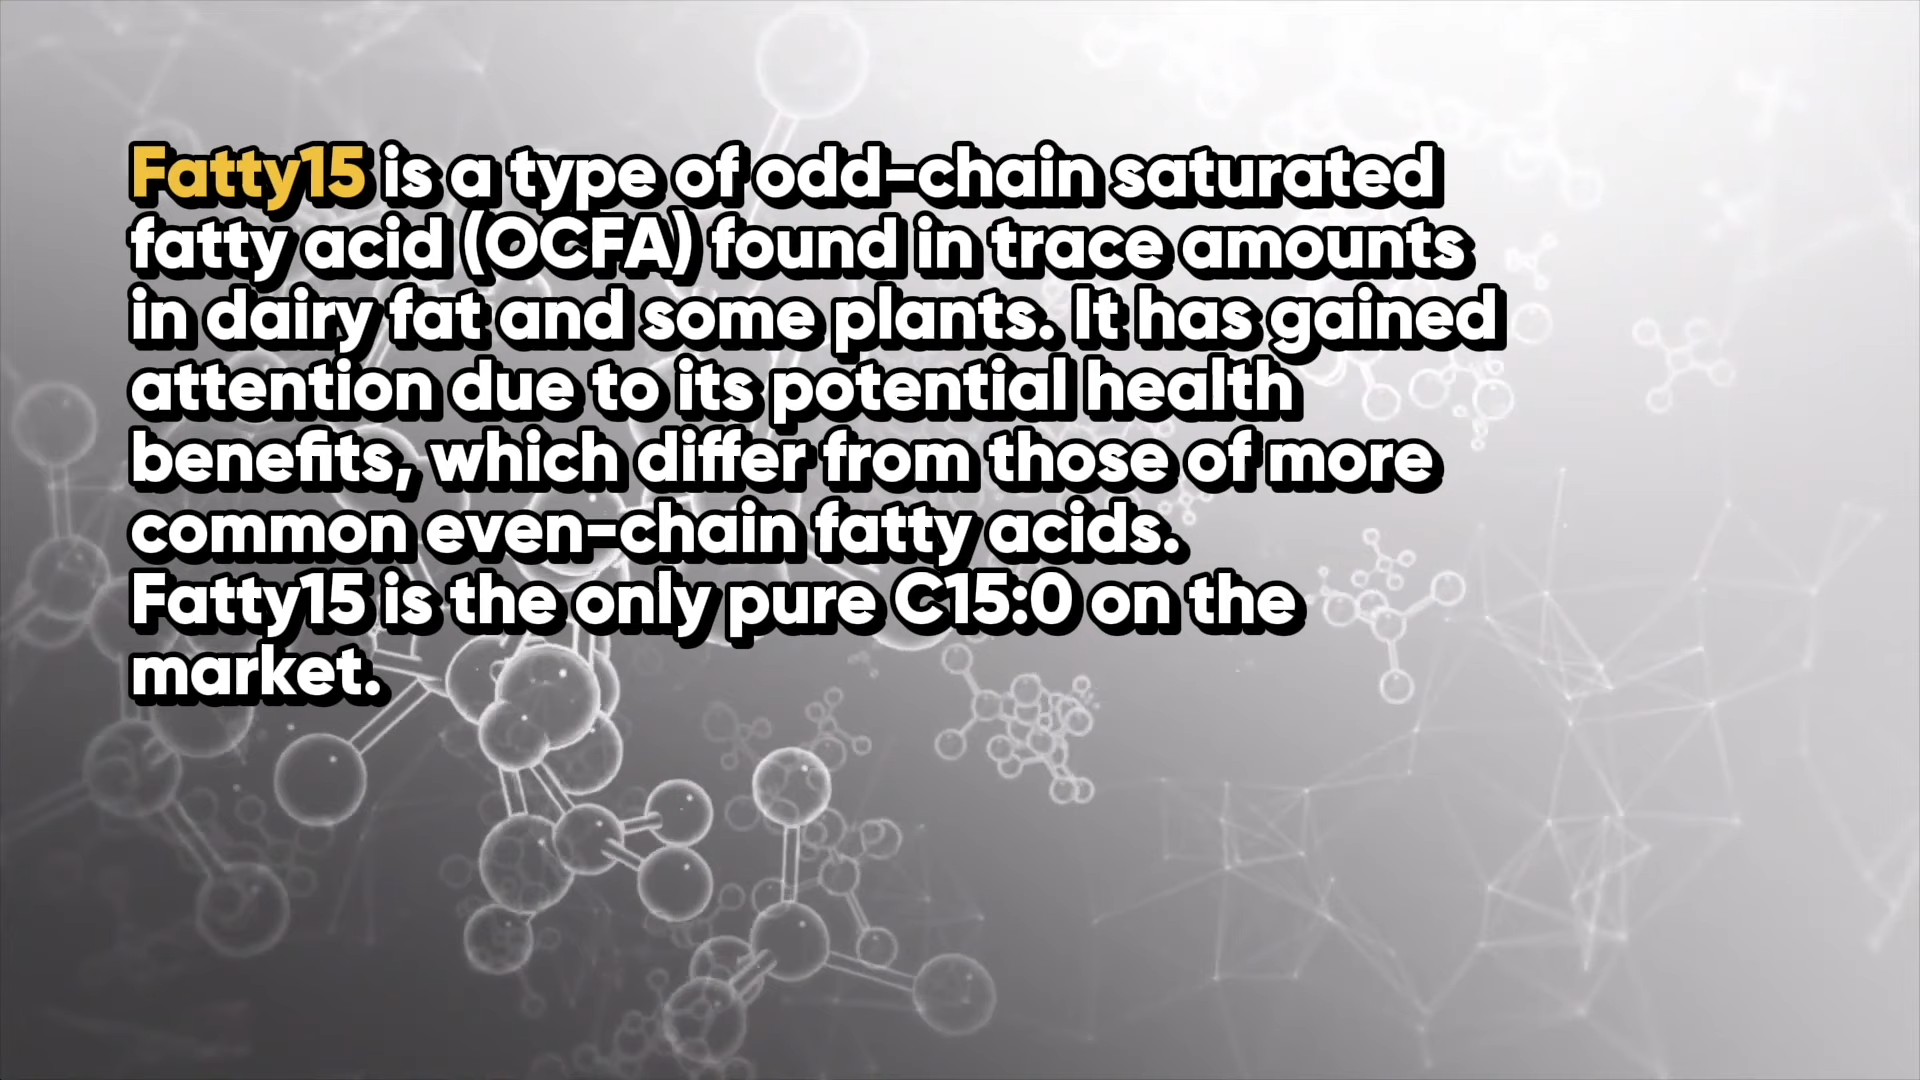 Fatty15 is a type of odd-chain saturated
fatty acid (OCFA) found in trace amounts
in dairy fat and some plants. It has gained
attention due to its potential health
benefits, which differ from those of more
common even-chain fatty acids.
Fatty15 is the only pure C15:0 on the
market.